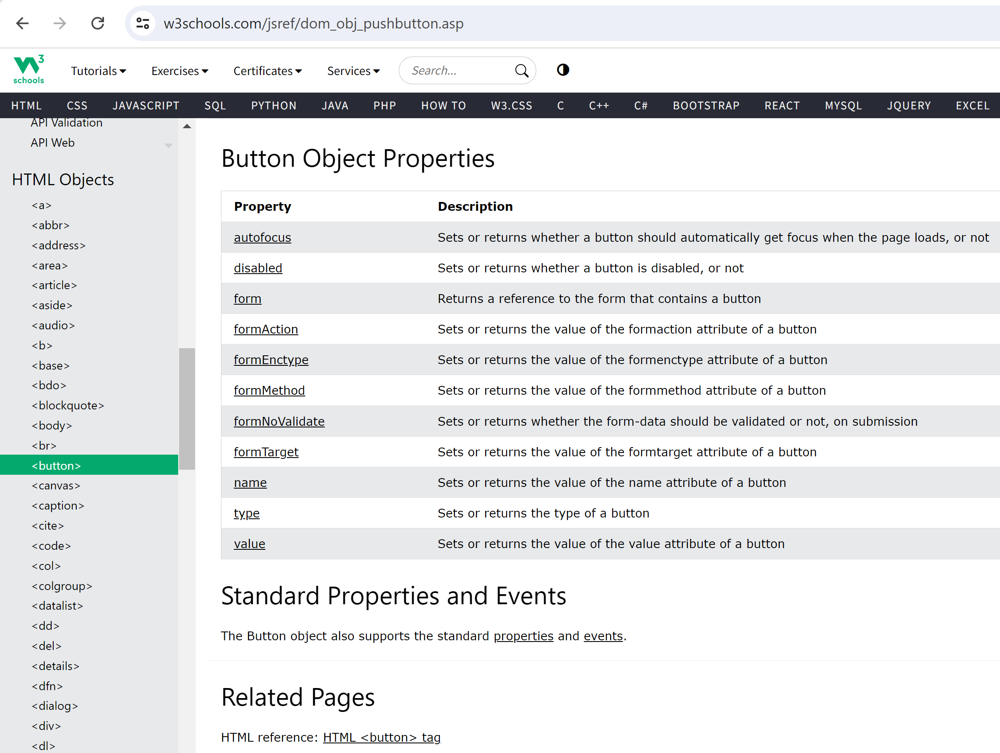 w3schools.com/jsref/dom_obj_pushbutton.asp
W3
schools
Tutorials Exercises Certificates Services Search...
HTML CSS JAVASCRIPT SQL PYTHON JAVA PHP HOW TO W3.CSS C C++ C# BOOTSTRAP REACT MYSQL JQUERY EXCEL
API Validation
API Web
HTML Objects
<a>
<abbr>
<address>
<area>
<article>
<aside>
<audio>
<b>
<base>
<bdo>
<blockquote>
<body>
<br>
<button>
<canvas>
<caption>
<cite>
<code>
<col>
<colgroup>
<datalist>
<dd>
<del>
<details>
<dfn>
<dialog>
<div>
<dl>
Button Object Properties
Property Description
autofocus Sets or returns whether a button should automatically get focus when the page loads, or not
disabled Sets or returns whether a button is disabled, or not
form Returns a reference to the form that contains a button
formAction Sets or returns the value of the formaction attribute of a button
formEnctype Sets or returns the value of the formenctype attribute of a button
formMethod Sets or returns the value of the formmethod attribute of a button
formNoValidate Sets or returns whether the form-data should be validated or not, on submission
formTarget Sets or returns the value of the formtarget attribute of a button
name Sets or returns the value of the name attribute of a button
type Sets or returns the type of a button
value Sets or returns the value of the value attribute of a button
Standard Properties and Events
The Button object also supports the standard properties and events.
Related Pages
HTML reference: HTML <button> tag